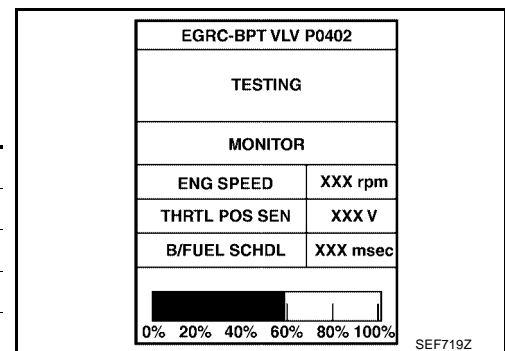 EGRC-BPT VLV P0402
TESTING
MONITOR
ENG SPEED XXX rpm
THRTL POS SEN XXX V
B/FUEL SCHDL XXX msec
0% 20% 40% 60% 80% 100%
SEF719Z